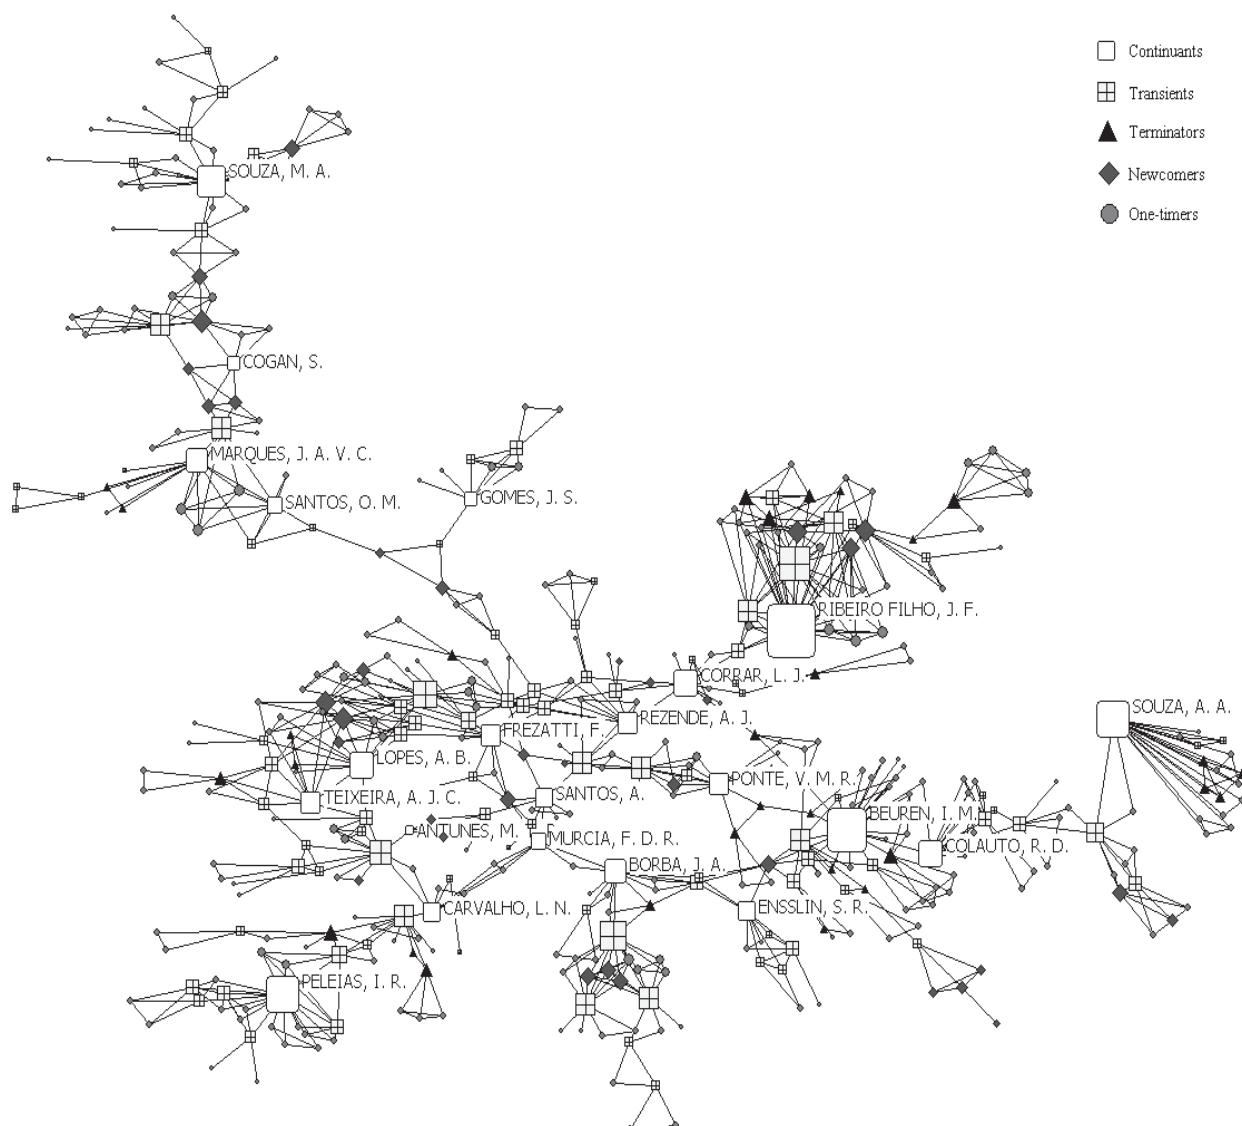 Continuants
Transients
Terminators
Newcomers
One-timers
SOUZA, M. A.
COGAN, S.
MARQUES, J. A. V. C.
SANTOS, O. M.
GOMES, J. S.
RIBEIRO FILHO, J. F.
CORRAR, L. J.
SOUZA, A. A.
REZENDE, A. J.
FREZATTI, F.
LOPES, A. B.
PONTE, V. M. R.
TEIXEIRA, A. J. C.
SANTOS, A.
BEUREN, I. M.
ANTUNES, M.
MURCIA, F. D. R.
COLAUTO, R. D.
BORBA, J. A.
CARVALHO, L. N.
ENSSLIN, S. R.
PELEIAS, I. R.